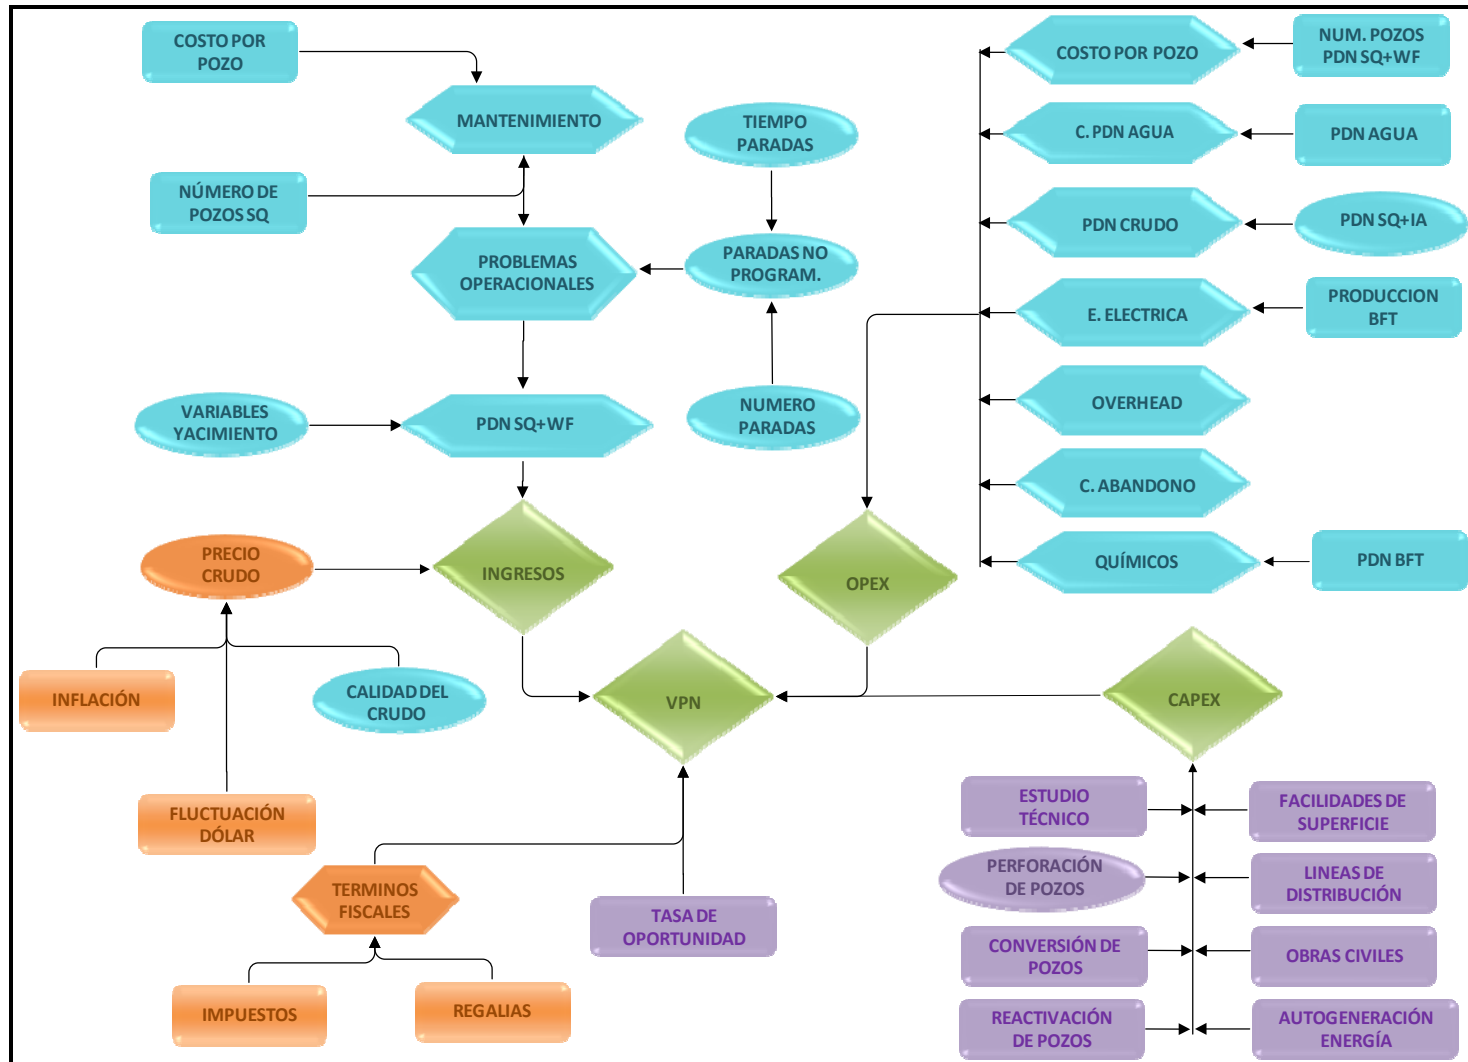 COSTO POR
POZO
MANTENIMIENTO
TIEMPO
PARADAS
NÚMERO DE
POZOS SQ
PROBLEMAS
OPERACIONALES
PARADAS NO
PROGRAM.
VARIABLES
YACIMIENTO
PDN SQ+WF
NUMERO
PARADAS
COSTO POR POZO
NUM. POZOS
PDN SQ+WF
C. PDN AGUA
PDN AGUA
PDN CRUDO
PDN SQ+IA
E. ELECTRICA
PRODUCCION
BFT
OVERHEAD
C. ABANDONO
QUÍMICOS
PDN BFT
PRECIO
CRUDO
INGRESOS
OPEX
INFLACIÓN
CALIDAD DEL
CRUDO
VPN
CAPEX
FLUCTUACIÓN
DÓLAR
TERMINOS
FISCALES
TASA DE
OPORTUNIDAD
IMPUESTOS
REGALIAS
ESTUDIO
TÉCNICO
FACILIDADES DE
SUPERFICIE
PERFORACIÓN
DE POZOS
LINEAS DE
DISTRIBUCIÓN
CONVERSIÓN DE
POZOS
OBRAS CIVILES
REACTIVACIÓN
DE POZOS
AUTOGENERACIÓN
ENERGÍA